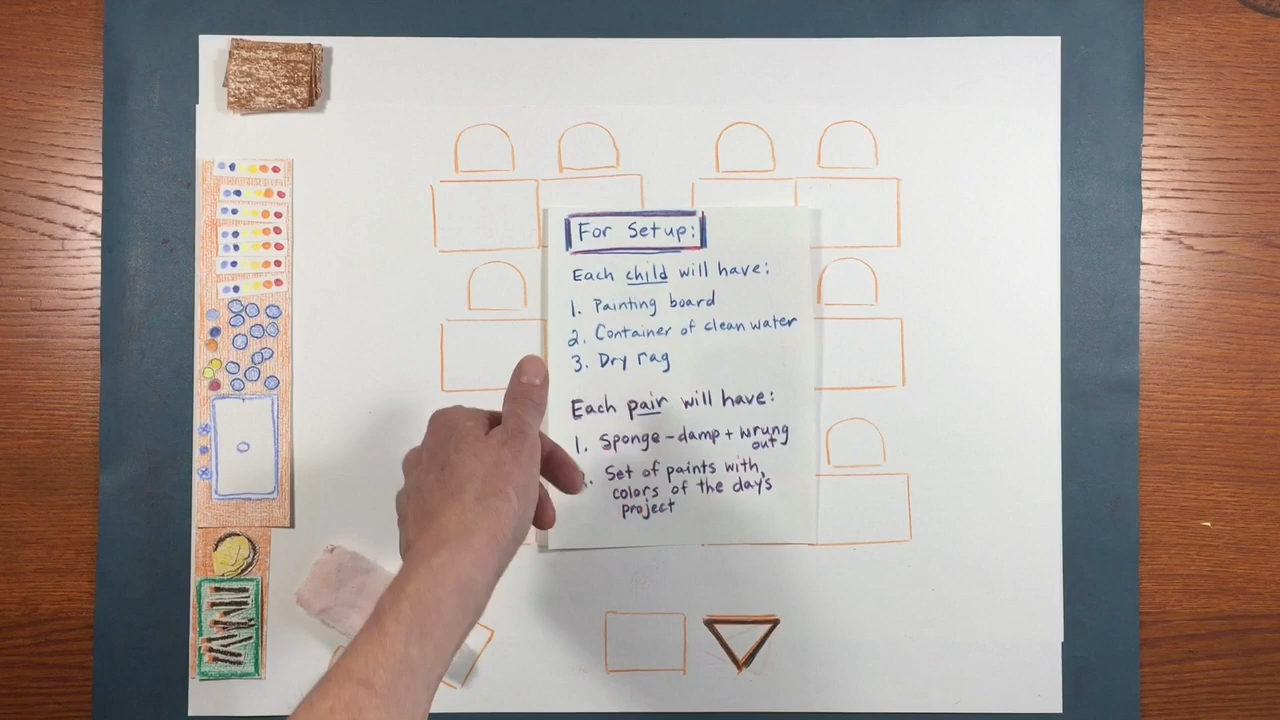 For Setup:
Each child will have:
1. Painting board
2. Container of clean water
3. Dry rag
Each pair will have:
1. Sponge - damp + wrung
out
Set of paints with
colors of the day's
project